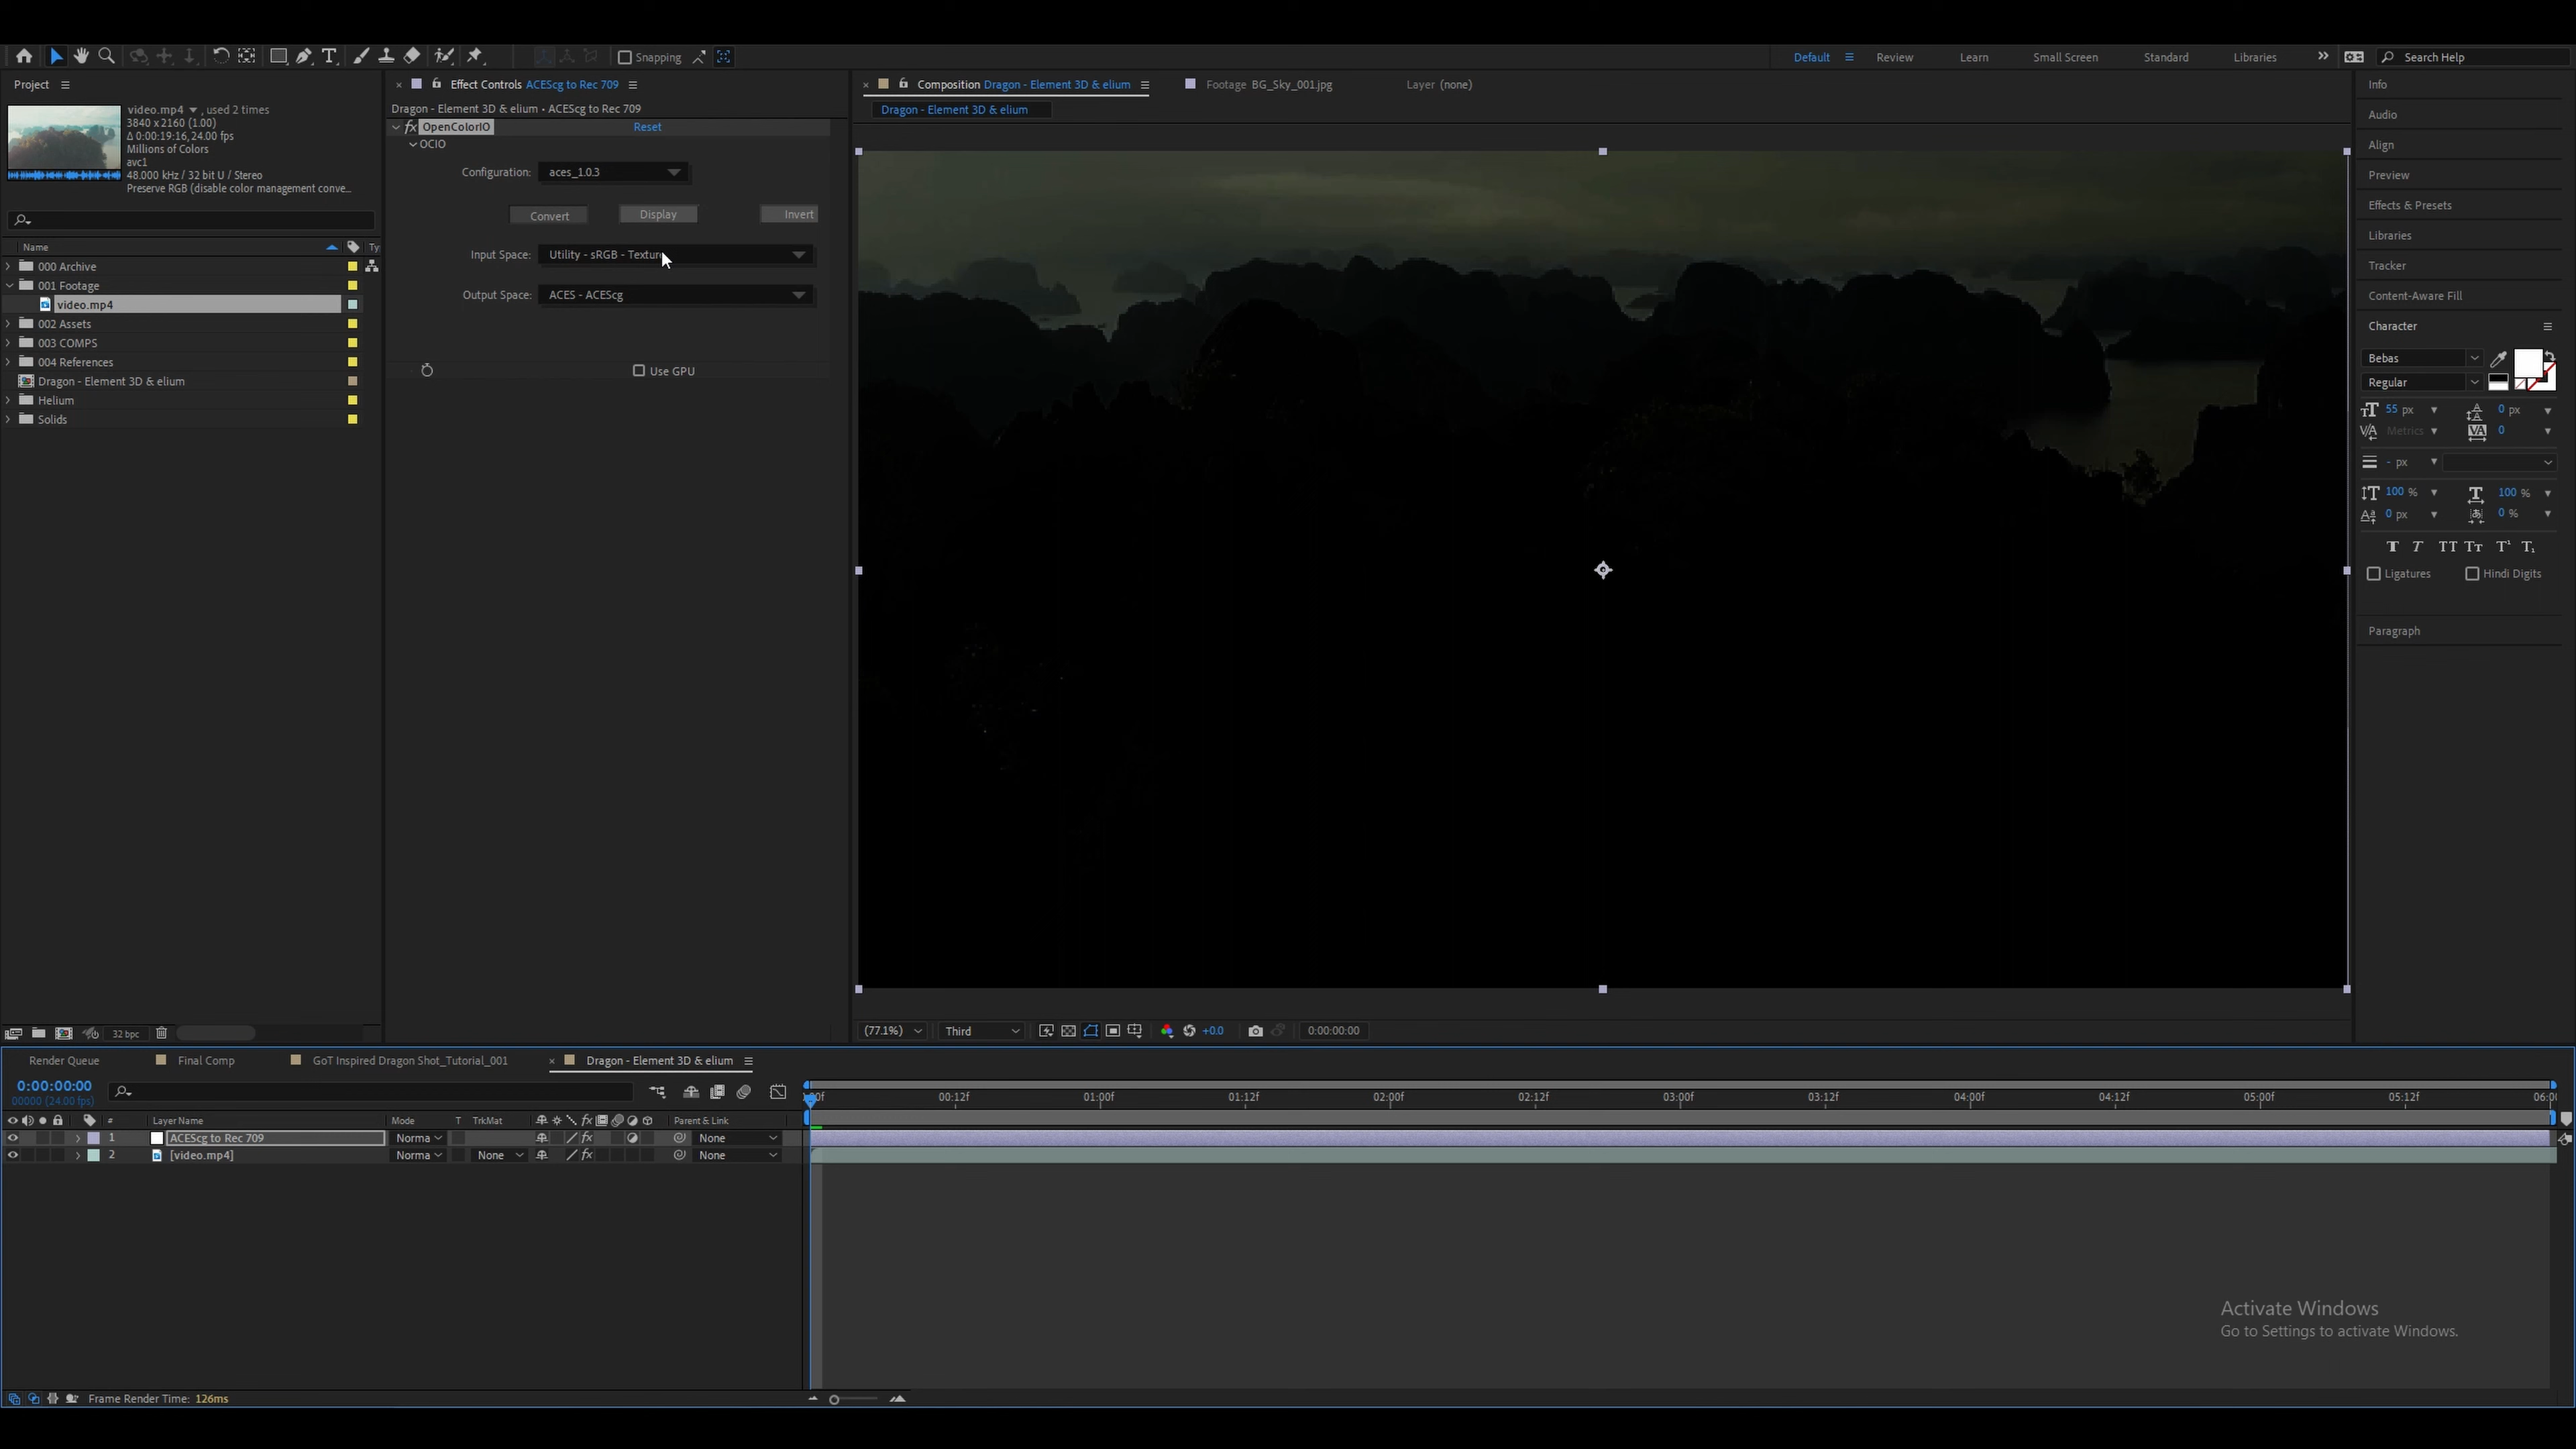 Snapping
Default
Review
Learn
Small Screen
Standard
Libraries
Search Help
Project
video.mp4 , used 2 times
3840 x 2160 (1.00)
Δ 0:00:19:16, 24.00 fps
Millions of Colors
avc1
48.000 kHz / 32 bit U / Stereo
Preserve RGB (disable color management conve...
Name
Ty
000 Archive
001 Footage
video.mp4
002 Assets
003 COMPS
004 References
Dragon - Element 3D & elium
Helium
Solids
32 bpc
Effect Controls ACEScg to Rec 709
Dragon - Element 3D & elium • ACEScg to Rec 709
fx OpenColorIO Reset
OCIO
Configuration: aces_1.0.3
Convert Display Invert
Input Space: Utility - sRGB - Texture
Output Space: ACES - ACEScg
Use GPU
Composition Dragon - Element 3D & elium
Footage BG_Sky_001.jpg
Layer (none)
Dragon - Element 3D & elium
(77.1%)
Third
+0.0
0:00:00:00
Info
Audio
Align
Preview
Effects & Presets
Libraries
Tracker
Content-Aware Fill
Character
Bebas
Regular
55 px
0 px
Metrics
0
- px
100 %
100 %
0 px
0 %
Ligatures
Hindi Digits
Paragraph
Render Queue
Final Comp
GoT Inspired Dragon Shot_Tutorial_001
Dragon - Element 3D & elium
0:00:00:00
00000 (24.00 fps)
# Layer Name Mode T TrkMat Parent & Link
1 ACEScg to Rec 709 Norma None
2 [video.mp4] Norma None None
00:12f
01:00f
01:12f
02:00f
02:12f
03:00f
03:12f
04:00f
04:12f
05:00f
05:12f
06:0
Activate Windows
Go to Settings to activate Windows.
Frame Render Time: 126ms